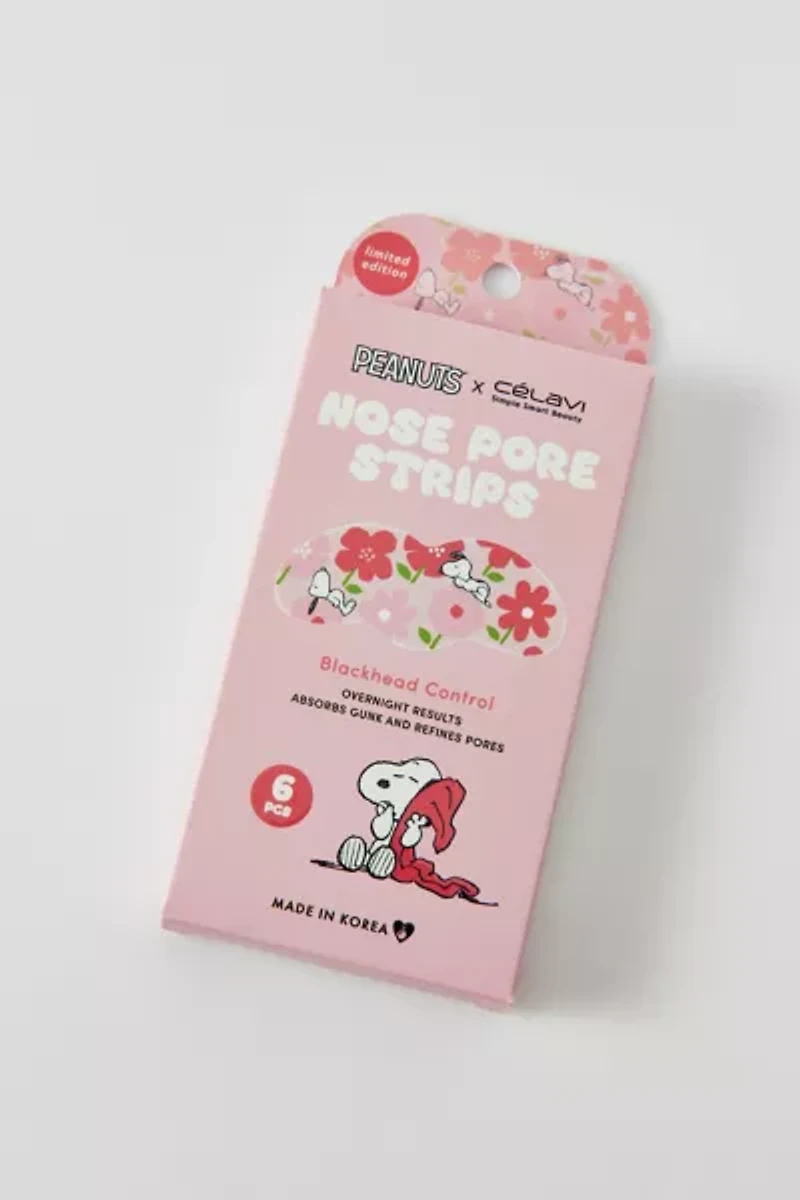 limited
edition
PEANUTS x CéLAVI
Simple Smart Beauty
NOSE PORE
STRIPS
Blackhead Control
OVERNIGHT RESULTS
ABSORBS GUNK AND REFINES PORES
6
PCS
MADE IN KOREA